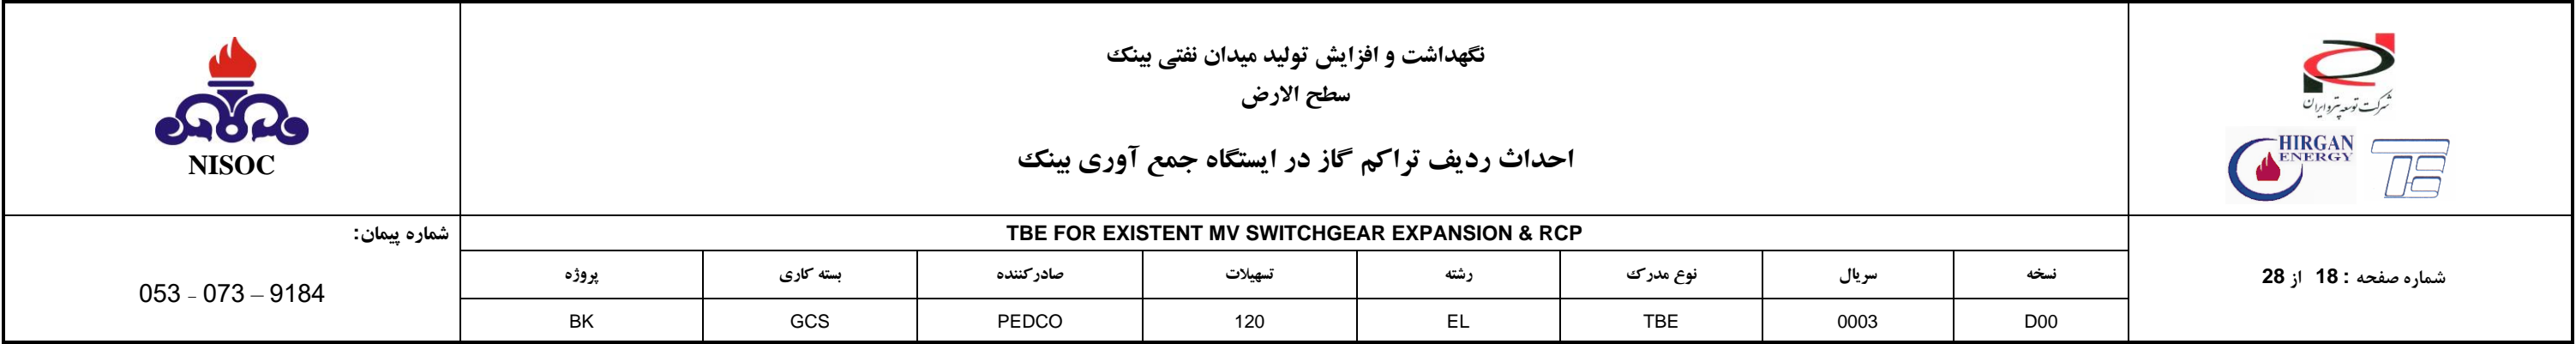 نگهداشت و افزایش تولید میدان نفتی بینک
سطح الارض
احداث ردیف تراکم گاز در ایستگاه جمع آوری بینک
شرکت توسعه پترو ایران
HIRGAN
ENERGY
NISOC
شماره پیمان:
053 - 073 – 9184
TBE FOR EXISTENT MV SWITCHGEAR EXPANSION & RCP
پروژه بسته کاری صادرکننده تسهیلات رشته نوع مدرک سریال نسخه
BK GCS PEDCO 120 EL TBE 0003 D00
شماره صفحه : 18 از 28